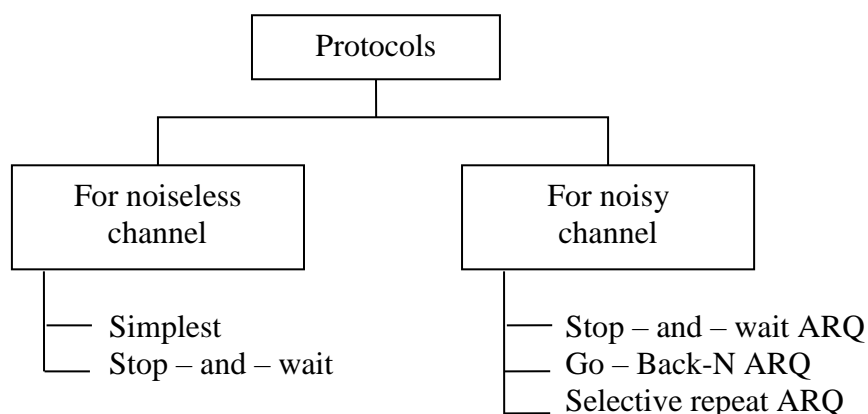 Protocols
For noiseless
channel
Simplest
Stop – and – wait
For noisy
channel
Stop – and – wait ARQ
Go – Back-N ARQ
Selective repeat ARQ